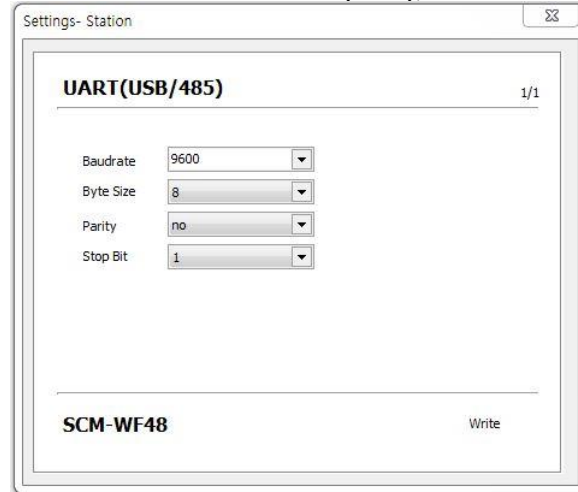 Settings- Station
UART(USB/485)
1/1
Baudrate 9600
Byte Size 8
Parity no
Stop Bit 1
SCM-WF48
Write